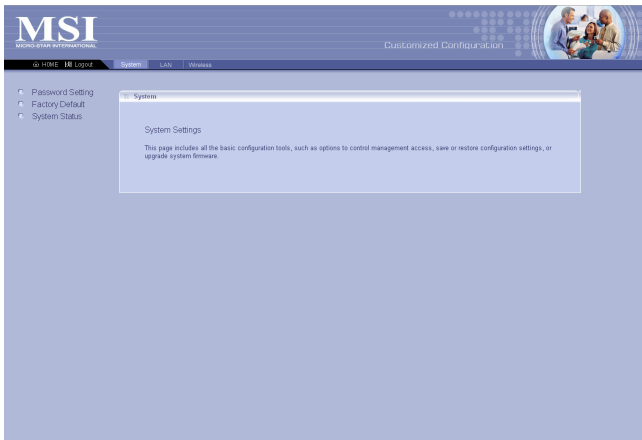 MSI
MICRO-STAR INTERNATIONAL
Customized Configuration
HOME Logout System LAN Wireless
Password Setting
Factory Default
System Status
System
System Settings
This page includes all the basic configuration tools, such as options to control management access, save or restore configuration settings, or
upgrade system firmware.